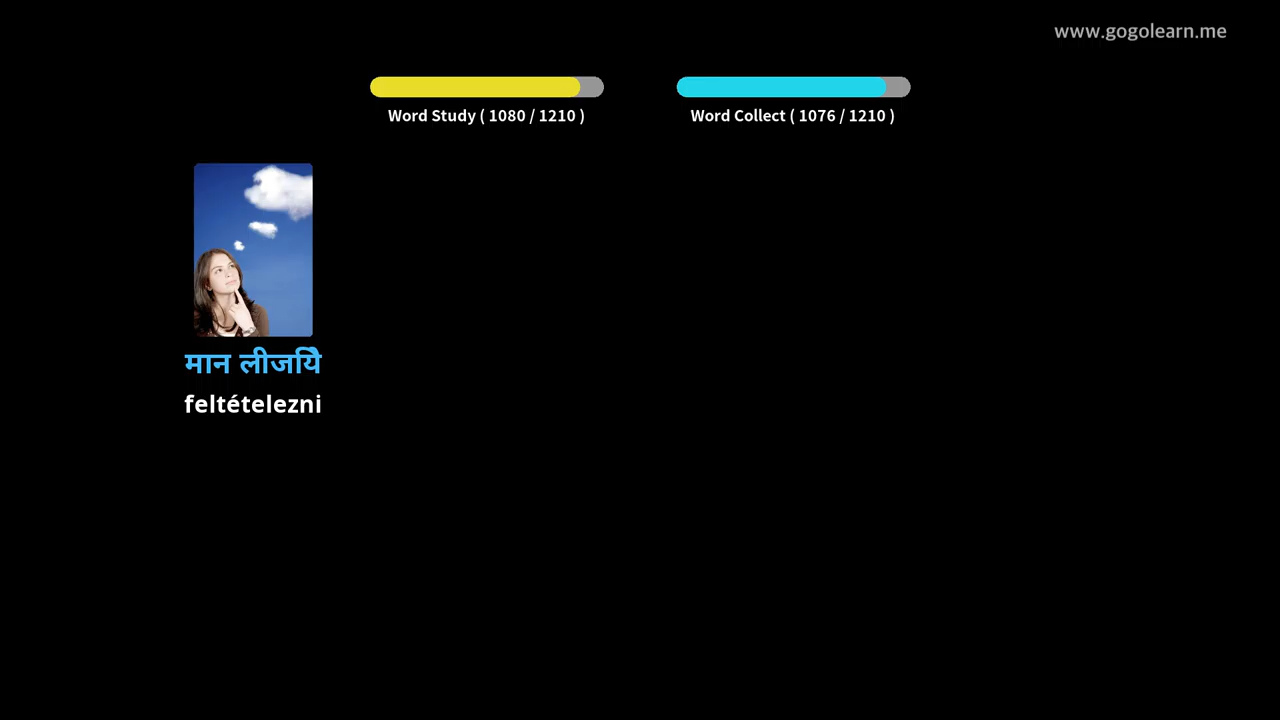 www.gogolearn.me
Word Study ( 1080 / 1210 )
Word Collect ( 1076 / 1210 )
मान लीजियेि
feltételezni